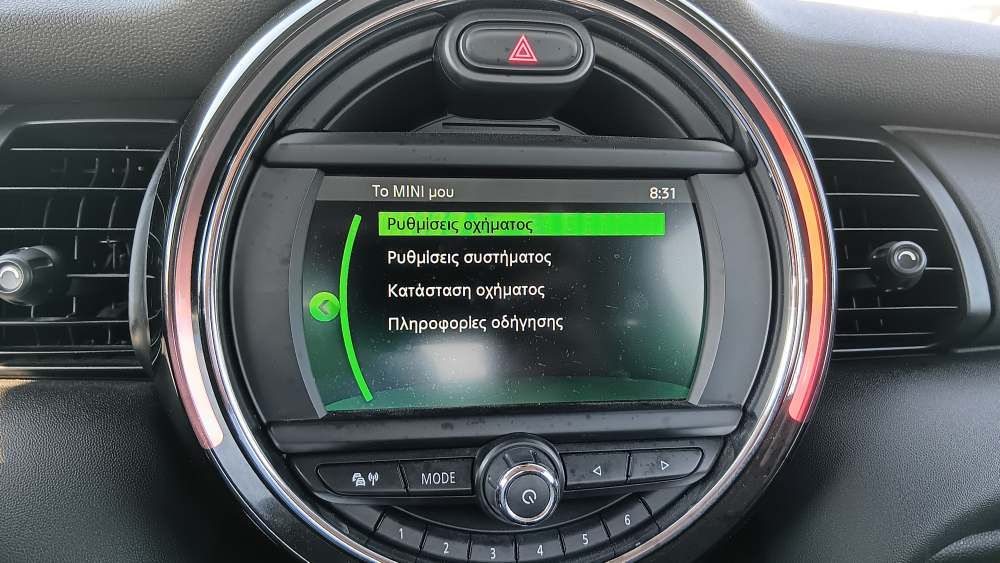 Το MINI μου 8:31
Ρυθμίσεις οχήματος
Ρυθμίσεις συστήματος
Κατάσταση οχήματος
Πληροφορίες οδήγησης
MODE
1 2 3 4 5 6